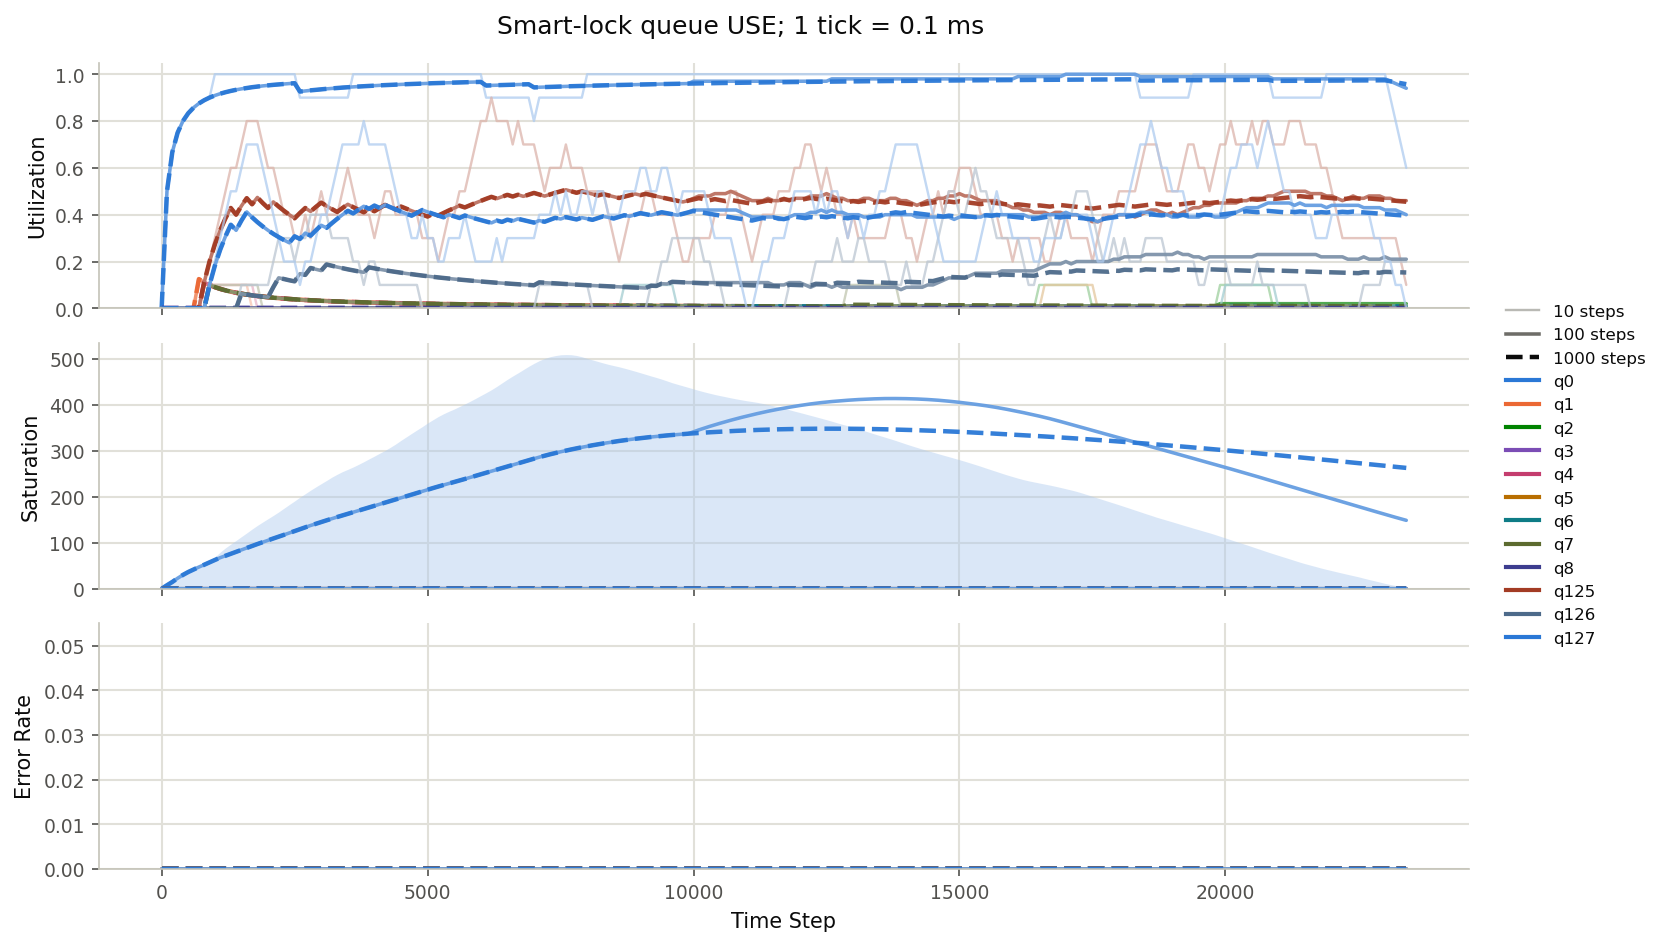 Smart-lock queue USE; 1 tick = 0.1 ms
Utilization
1.0
0.8
0.6
0.4
0.2
0.0
Saturation
500
400
300
200
100
0
Error Rate
0.05
0.04
0.03
0.02
0.01
0.00
0
5000
10000
15000
20000
Time Step
10 steps
100 steps
1000 steps
q0
q1
q2
q3
q4
q5
q6
q7
q8
q125
q126
q127